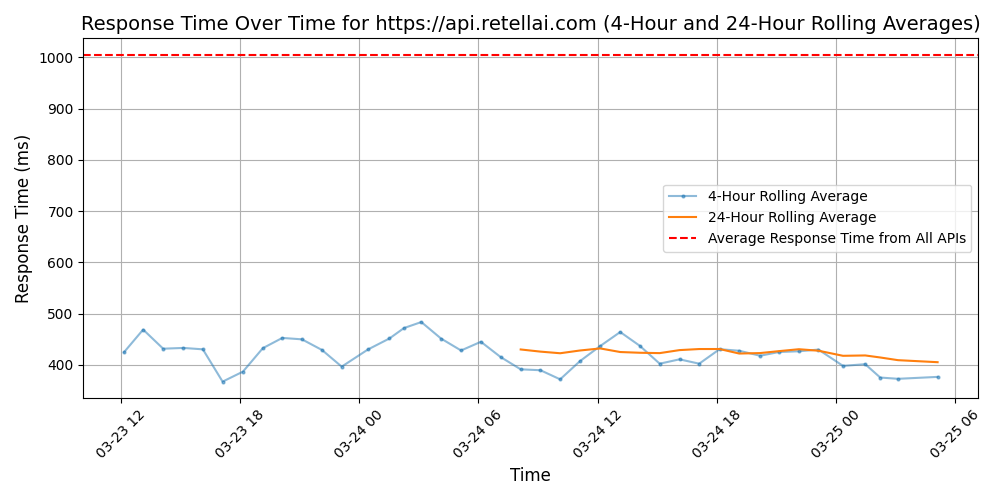 Response Time Over Time for https://api.retellai.com (4-Hour and 24-Hour Rolling Averages)
Response Time (ms)
1000
900
800
700
600
500
400
4-Hour Rolling Average
24-Hour Rolling Average
Average Response Time from All APIs
03-23 12
03-23 18
03-24 00
03-24 06
03-24 12
03-24 18
03-25 00
03-25 06
Time